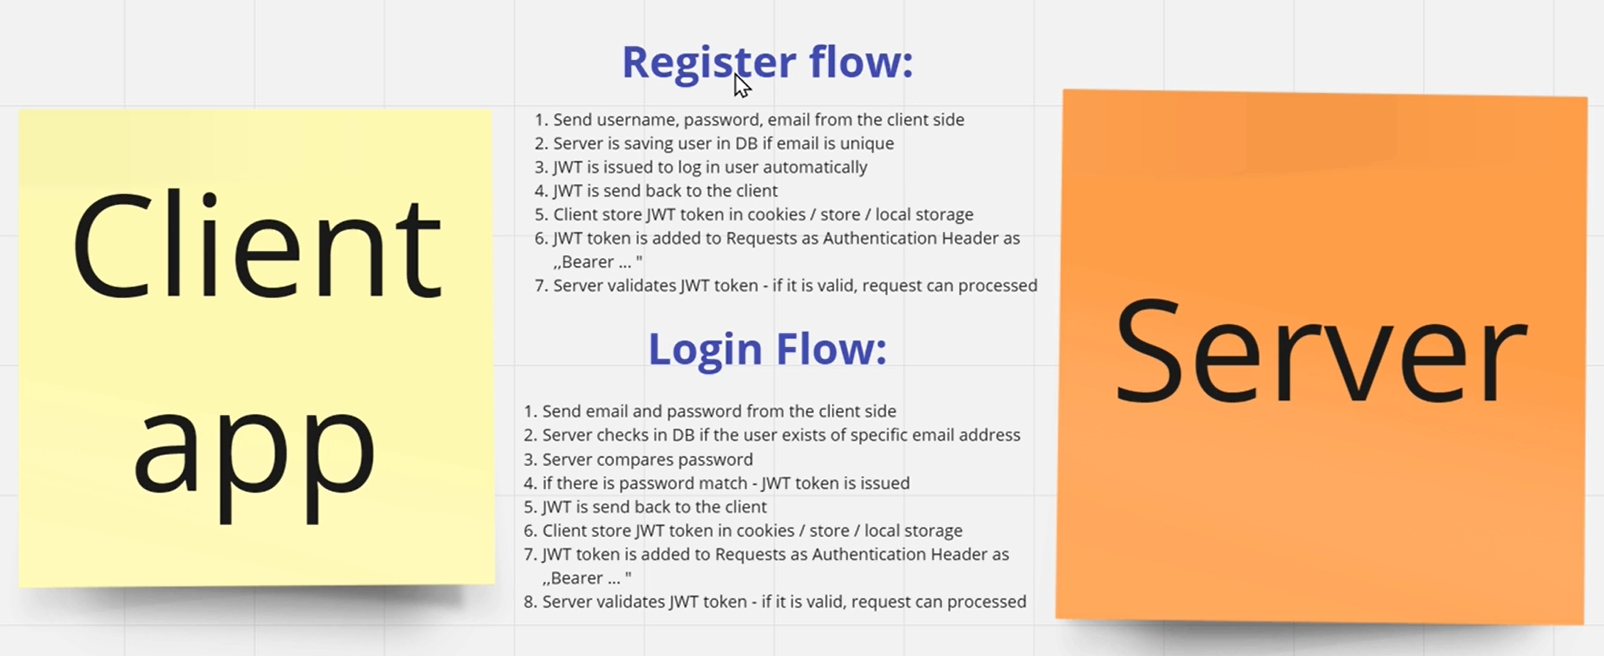 Register flow:
1. Send username, password, email from the client side
2. Server is saving user in DB if email is unique
3. JWT is issued to log in user automatically
4. JWT is send back to the client
5. Client store JWT token in cookies / store / local storage
6. JWT token is added to Requests as Authentication Header as
,,Bearer ... "
7. Server validates JWT token - if it is valid, request can processed
Client
app
Login Flow:
1. Send email and password from the client side
2. Server checks in DB if the user exists of specific email address
3. Server compares password
4. if there is password match - JWT token is issued
5. JWT is send back to the client
6. Client store JWT token in cookies / store / local storage
7. JWT token is added to Requests as Authentication Header as
,,Bearer ... "
8. Server validates JWT token - if it is valid, request can processed
Server